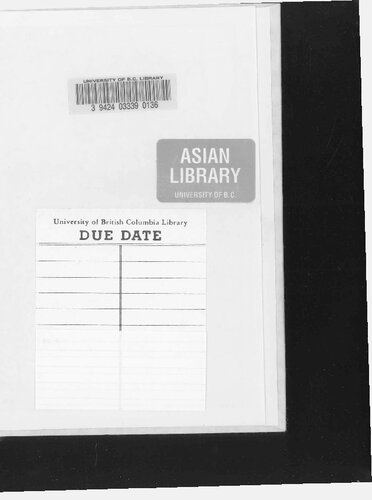 UNIVERSITY OF B.C. LIBRARY
3 9424 03339 0136
ASIAN
LIBRARY
UNIVERSITY OF B.C.
University of British Columbia Library
DUE DATE